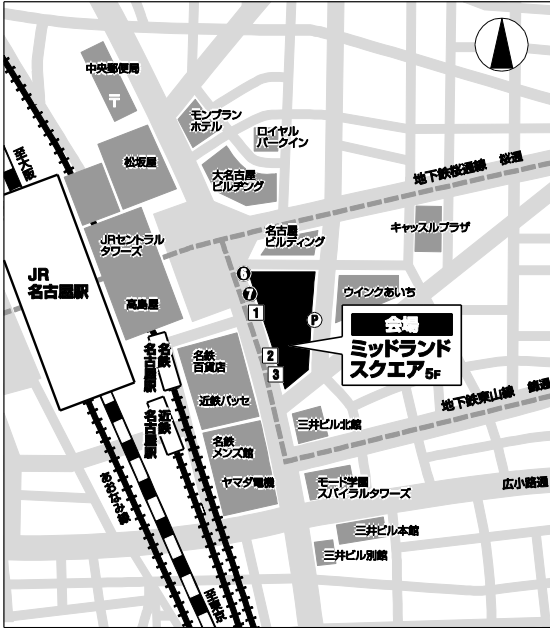 中央郵便局
〒
モンブラン
ホテル
ロイヤル
パークイン
至大阪
松坂屋
大名古屋
ビルヂング
地下鉄桜通線 桜通
JRセントラル
タワーズ
名古屋
ビルディング
キャッスルプラザ
JR
名古屋駅
高島屋
6
7
1
P
ウインクあいち
会場
ミッドランド
スクエア5F
2
3
名鉄
名古屋駅
名鉄
百貨店
近鉄パッセ
近鉄
名古屋駅
三井ビル北館
地下鉄東山線 錦通
名鉄
メンズ館
ヤマダ電機
モード学園
スパイラルタワーズ
広小路通
あおなみ線
三井ビル本館
三井ビル別館
至東京